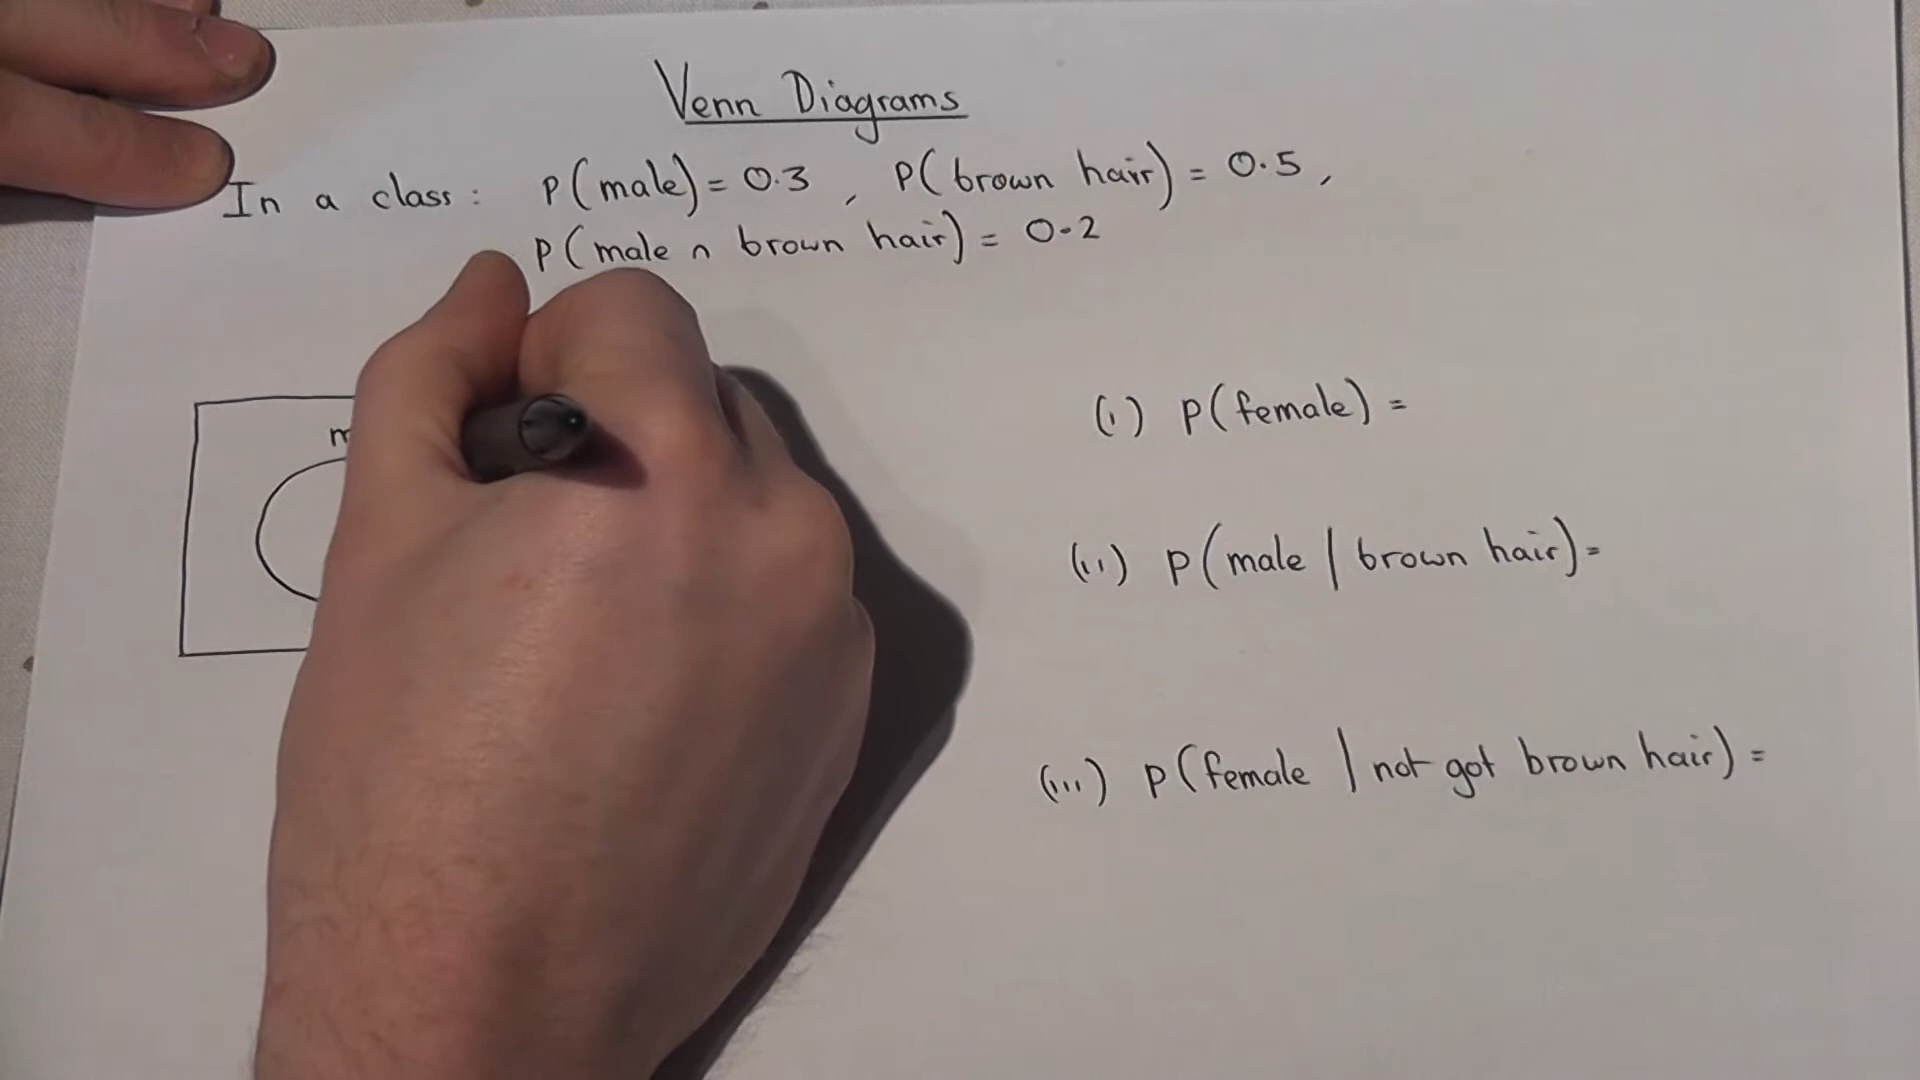 Venn Diagrams
In a class: P(male) = 0.3, P(brown hair) = 0.5,
P(male ∩ brown hair) = 0.2
(i) P(female) =
(ii) P(male | brown hair) =
(iii) P(female | not got brown hair) =